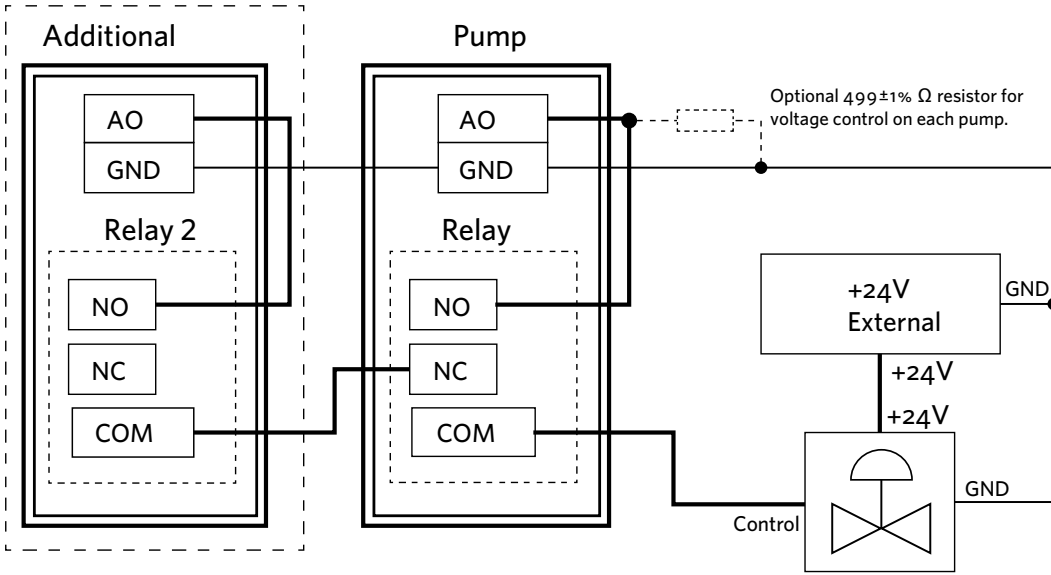 Additional
Pump
AO
GND
AO
GND
Optional 499±1% Ω resistor for
voltage control on each pump.
Relay 2
Relay
NO
NC
COM
NO
NC
COM
+24V
External
GND
+24V
+24V
GND
Control